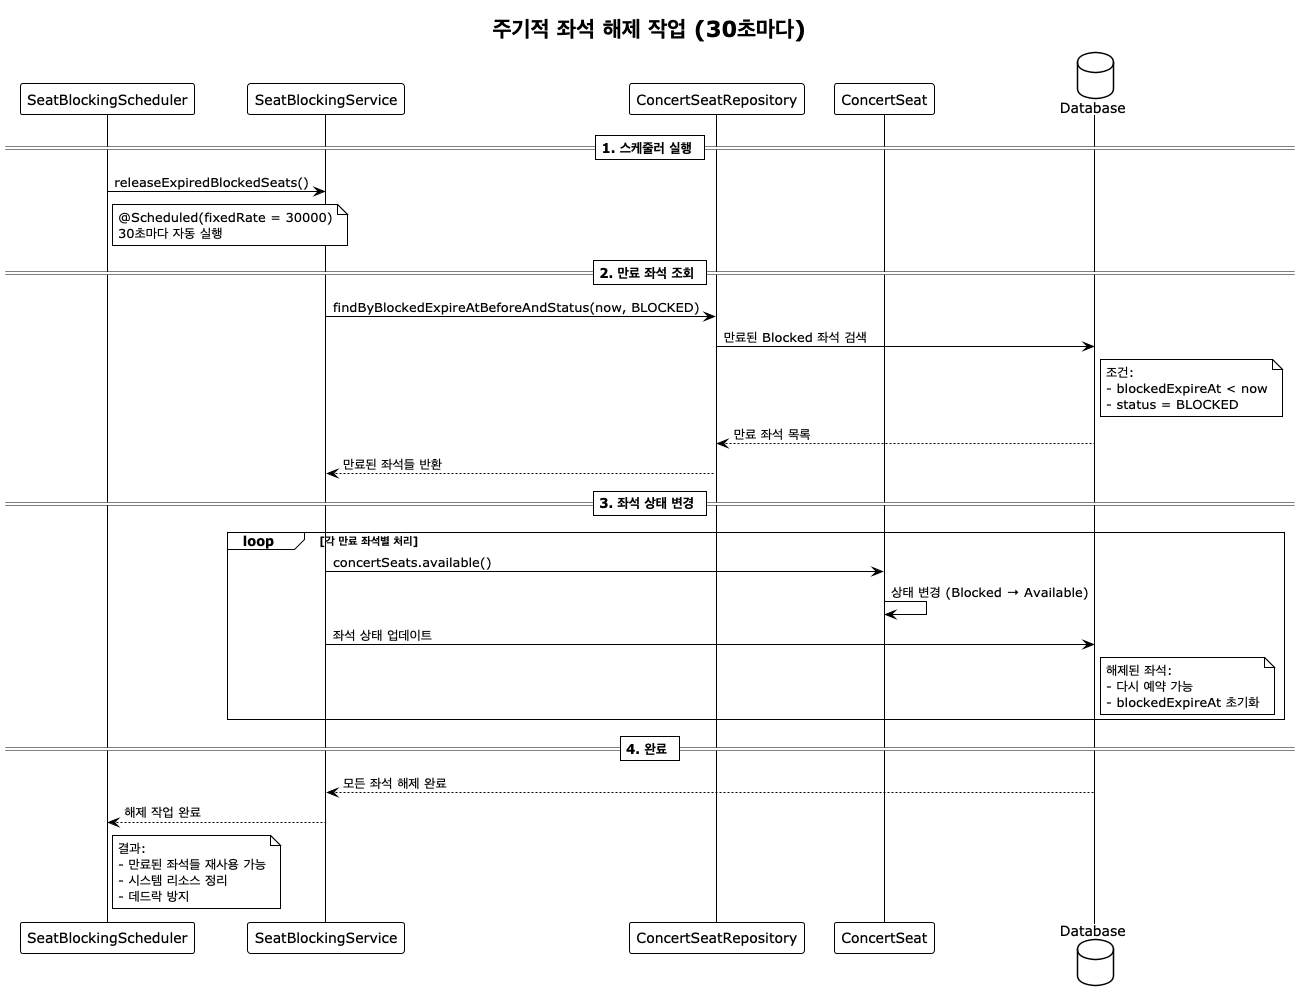 주기적 좌석 해제 작업 (30초마다)
SeatBlockingScheduler
SeatBlockingService
ConcertSeatRepository
ConcertSeat
Database
1. 스케줄러 실행
releaseExpiredBlockedSeats()
@Scheduled(fixedRate = 30000)
30초마다 자동 실행
2. 만료 좌석 조회
findByBlockedExpireAtBeforeAndStatus(now, BLOCKED)
만료된 Blocked 좌석 검색
조건:
- blockedExpireAt < now
- status = BLOCKED
만료 좌석 목록
만료된 좌석들 반환
3. 좌석 상태 변경
loop
[각 만료 좌석별 처리]
concertSeats.available()
상태 변경 (Blocked → Available)
좌석 상태 업데이트
해제된 좌석:
- 다시 예약 가능
- blockedExpireAt 초기화
4. 완료
모든 좌석 해제 완료
해제 작업 완료
결과:
- 만료된 좌석들 재사용 가능
- 시스템 리소스 정리
- 데드락 방지
SeatBlockingScheduler
SeatBlockingService
ConcertSeatRepository
ConcertSeat
Database